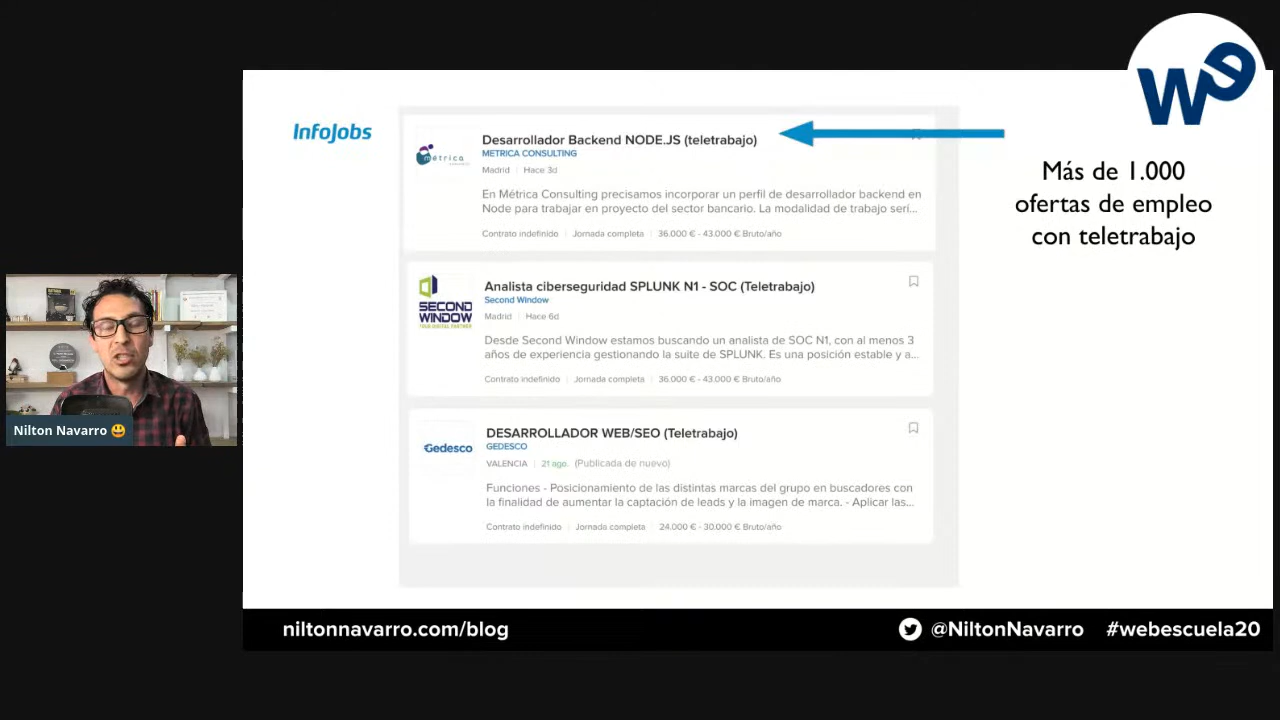 we
InfoJobs
métrica
Desarrollador Backend NODE.JS (teletrabajo)
METRICA CONSULTING
Madrid | Hace 3d
En Métrica Consulting precisamos incorporar un perfil de desarrollador backend en
Node para trabajar en proyecto del sector bancario. La modalidad de trabajo serí...
Contrato indefinido | Jornada completa | 36.000 € - 43.000 € Bruto/año
Más de 1.000
ofertas de empleo
con teletrabajo
SECOND
WINDOW
Analista ciberseguridad SPLUNK N1 - SOC (Teletrabajo)
Second Window
Madrid | Hace 6d
Desde Second Window estamos buscando un analista de SOC N1, con al menos 3
años de experiencia gestionando la suite de SPLUNK. Es una posición estable y a...
Contrato indefinido | Jornada completa | 36.000 € - 43.000 € Bruto/año
Gedesco
DESARROLLADOR WEB/SEO (Teletrabajo)
GEDESCO
VALENCIA | 21 ago. (Publicada de nuevo)
Funciones - Posicionamiento de las distintas marcas del grupo en buscadores con
la finalidad de aumentar la captación de leads y la imagen de marca. - Aplicar las...
Contrato indefinido | Jornada completa | 24.000 € - 30.000 € Bruto/año
Nilton Navarro 😃
niltonnavarro.com/blog
@NiltonNavarro #webescuela20